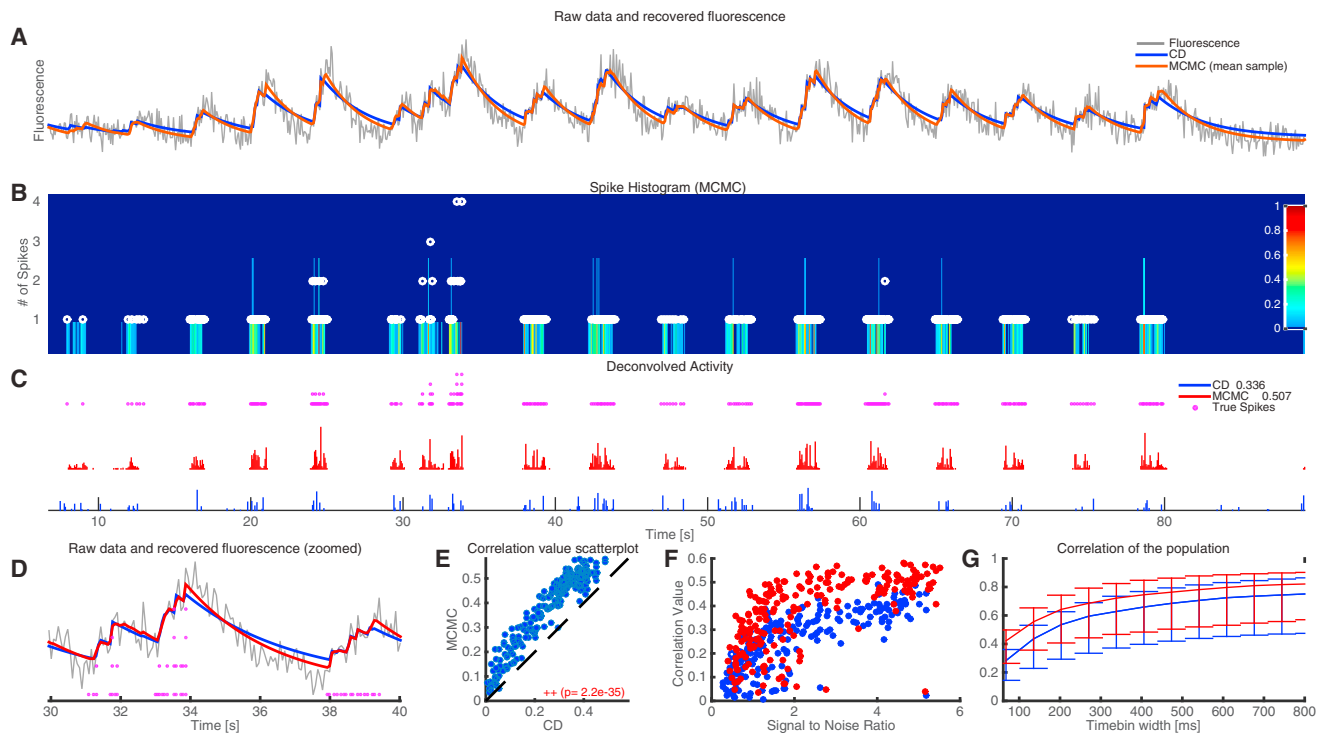 Raw data and recovered fluorescence
A
Fluorescence
Fluorescence
CD
MCMC (mean sample)
B
Spike Histogram (MCMC)
# of Spikes
4
3
2
1
1
0.8
0.6
0.4
0.2
0
C
Deconvolved Activity
CD 0.336
MCMC 0.507
True Spikes
10 20 30 40 50 60 70 80
Time [s]
D
Raw data and recovered fluorescence (zoomed)
30 32 34 36 38 40
Time [s]
E
Correlation value scatterplot
MCMC
0.5
0.4
0.3
0.2
0.1
0
++ (p= 2.2e-35)
0 0.2 0.4
CD
F
Correlation Value
0.6
0.5
0.4
0.3
0.2
0.1
0
0 2 4 6
Signal to Noise Ratio
G
Correlation of the population
1
0.8
0.6
0.4
0.2
0
100 200 300 400 500 600 700 800
Timebin width [ms]